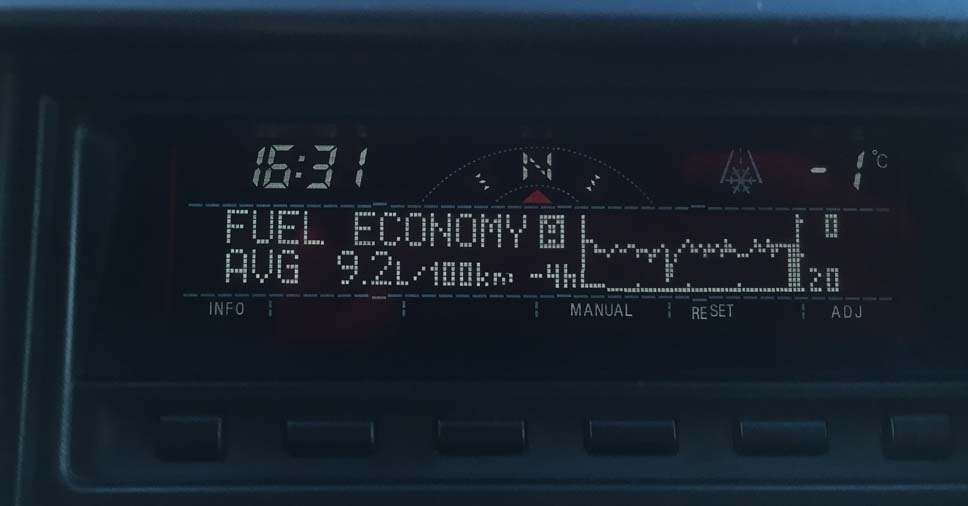 16:31 N -1°C
FUEL ECONOMY 0
AVG 9.2L/100km -4h 20
INFO MANUAL RESET ADJ